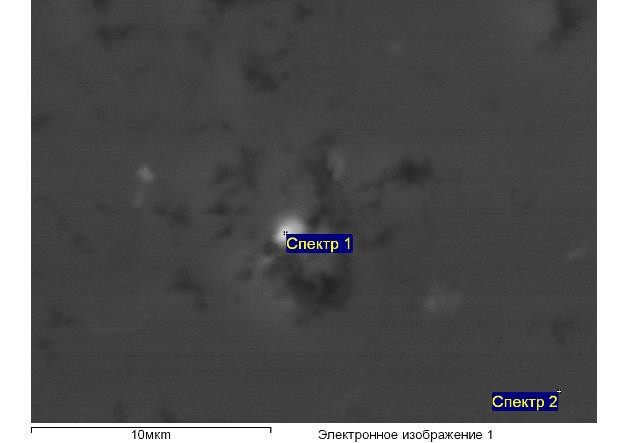 Спектр 1
Спектр 2
10мкm
Электронное изображение 1